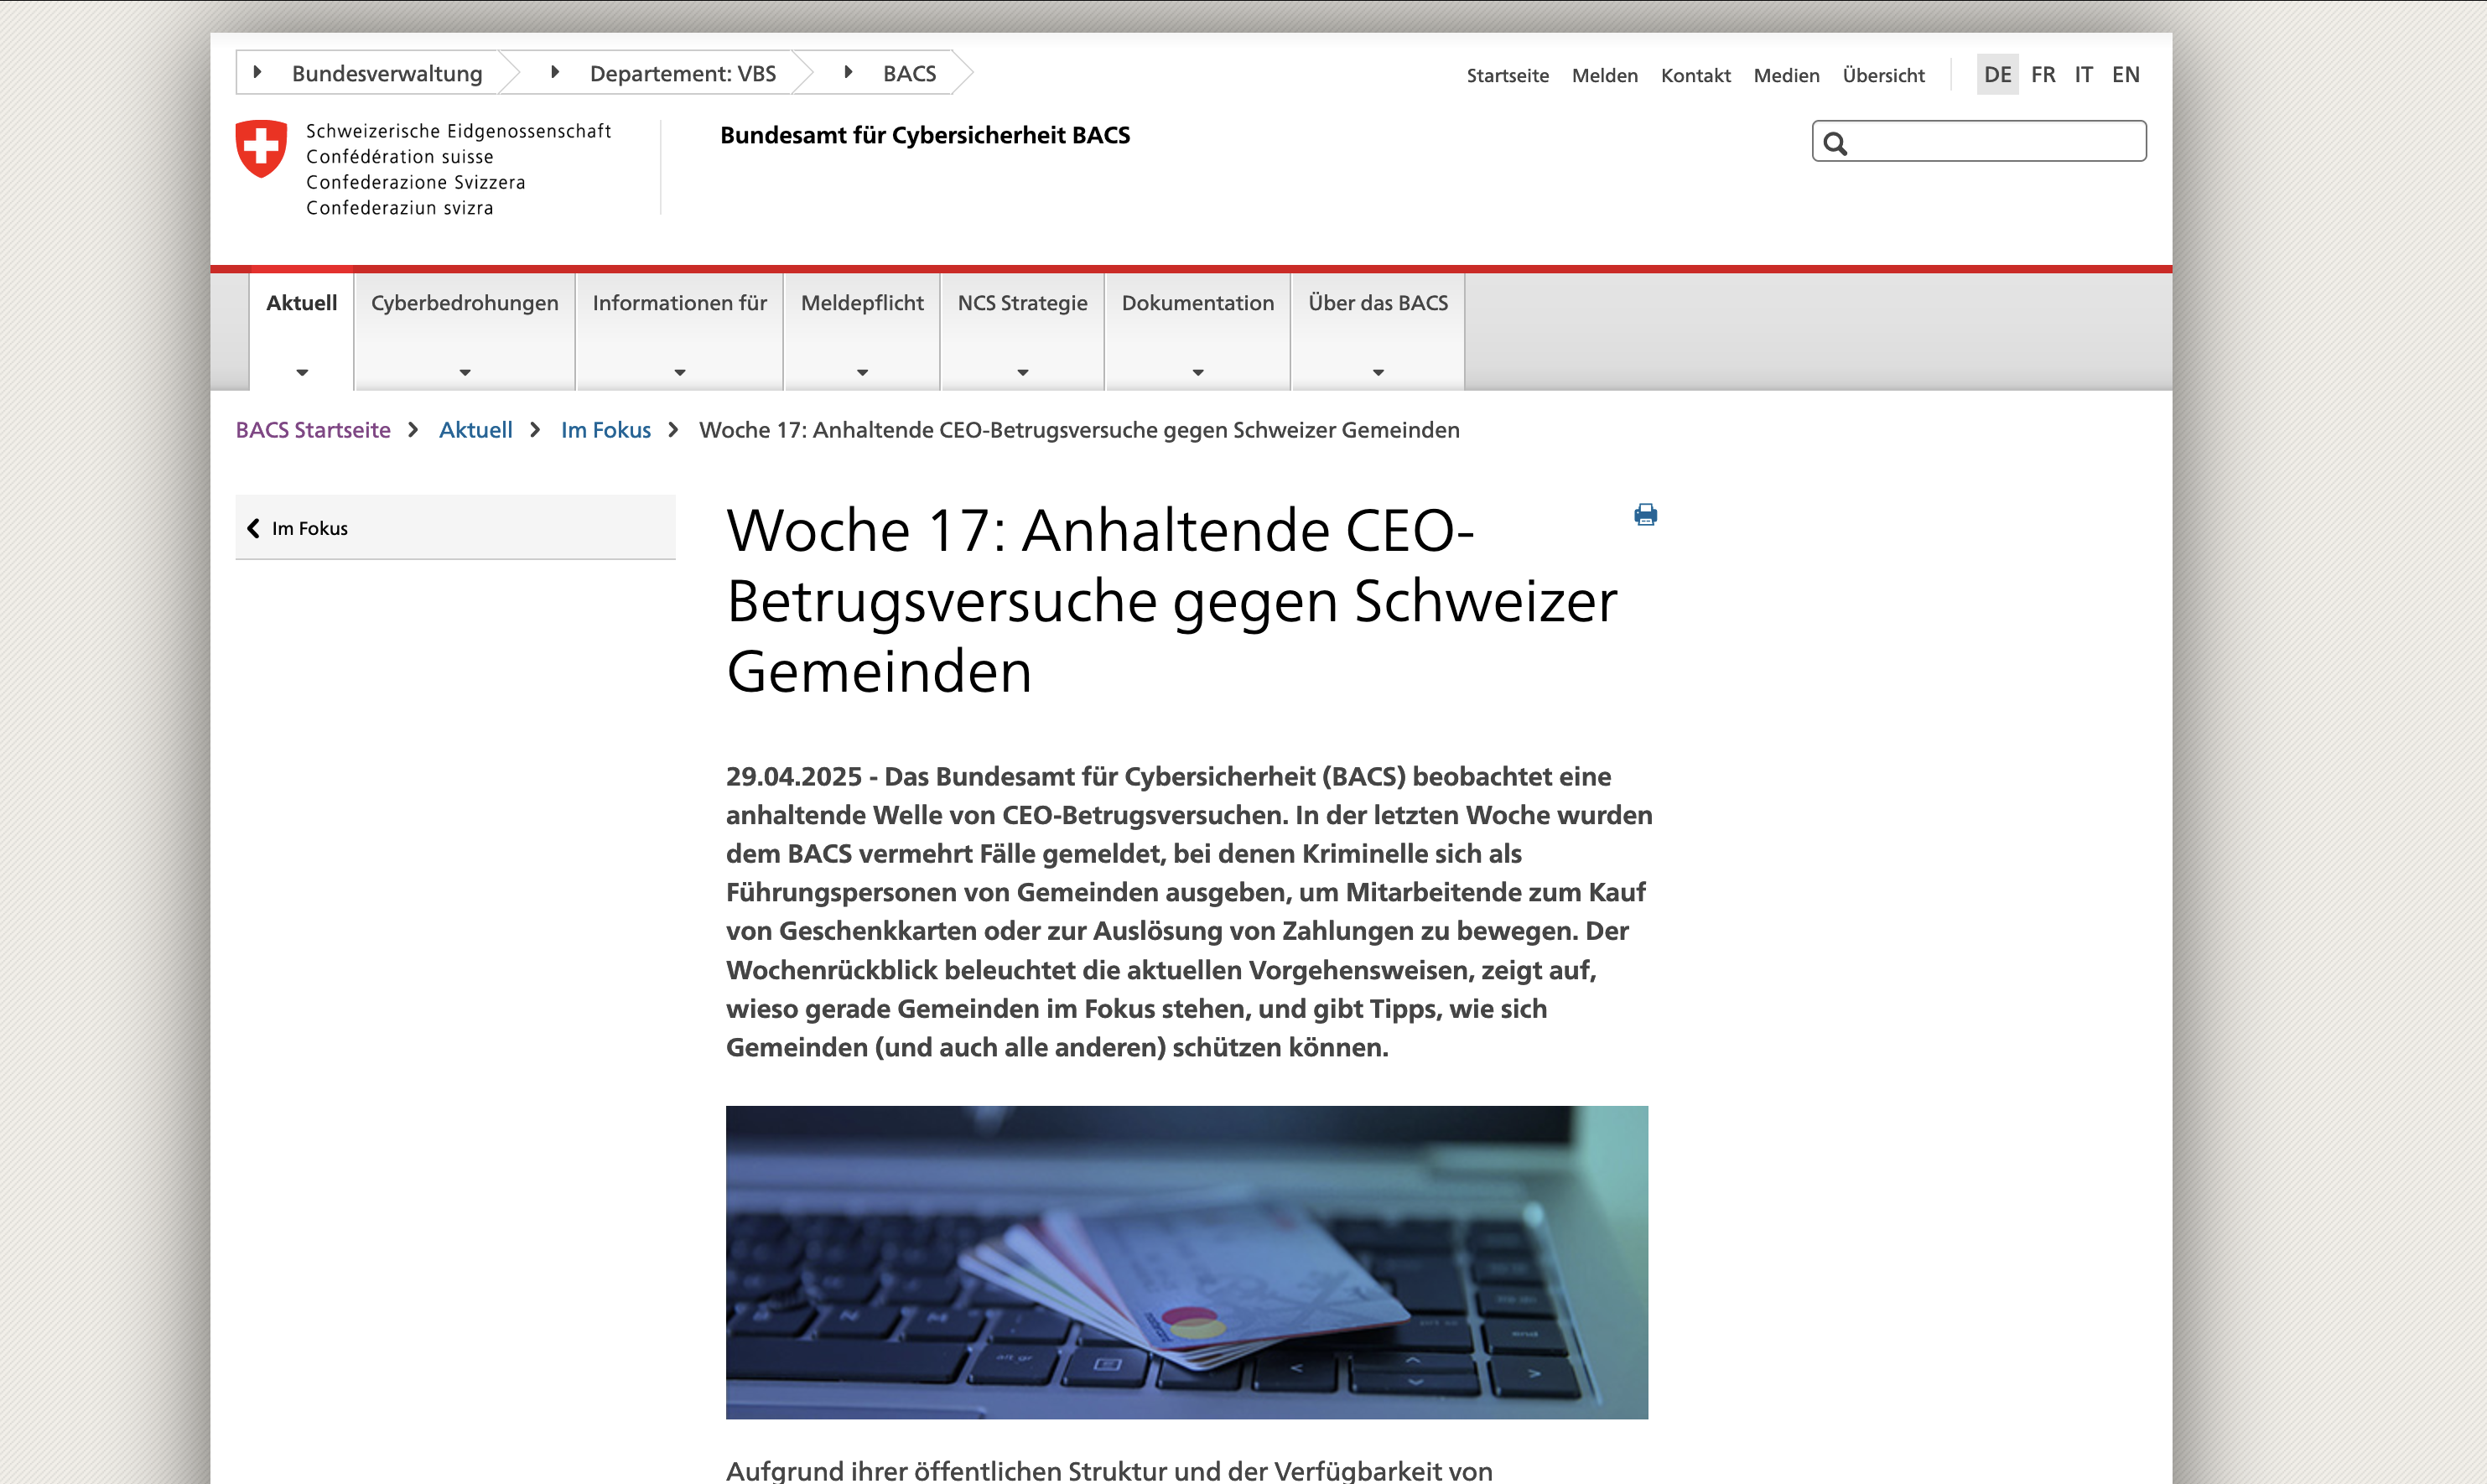 Bundesverwaltung
Departement: VBS
BACS
Startseite Melden Kontakt Medien Übersicht
DE FR IT EN
Schweizerische Eidgenossenschaft
Confédération suisse
Confederazione Svizzera
Confederaziun svizra
Bundesamt für Cybersicherheit BACS
Aktuell
Cyberbedrohungen
Informationen für
Meldepflicht
NCS Strategie
Dokumentation
Über das BACS
BACS Startseite > Aktuell > Im Fokus > Woche 17: Anhaltende CEO-Betrugsversuche gegen Schweizer Gemeinden
Im Fokus
Woche 17: Anhaltende CEO-
Betrugsversuche gegen Schweizer
Gemeinden
29.04.2025 - Das Bundesamt für Cybersicherheit (BACS) beobachtet eine
anhaltende Welle von CEO-Betrugsversuchen. In der letzten Woche wurden
dem BACS vermehrt Fälle gemeldet, bei denen Kriminelle sich als
Führungspersonen von Gemeinden ausgeben, um Mitarbeitende zum Kauf
von Geschenkkarten oder zur Auslösung von Zahlungen zu bewegen. Der
Wochenrückblick beleuchtet die aktuellen Vorgehensweisen, zeigt auf,
wieso gerade Gemeinden im Fokus stehen, und gibt Tipps, wie sich
Gemeinden (und auch alle anderen) schützen können.
alt gr
end
Aufgrund ihrer öffentlichen Struktur und der Verfügbarkeit von